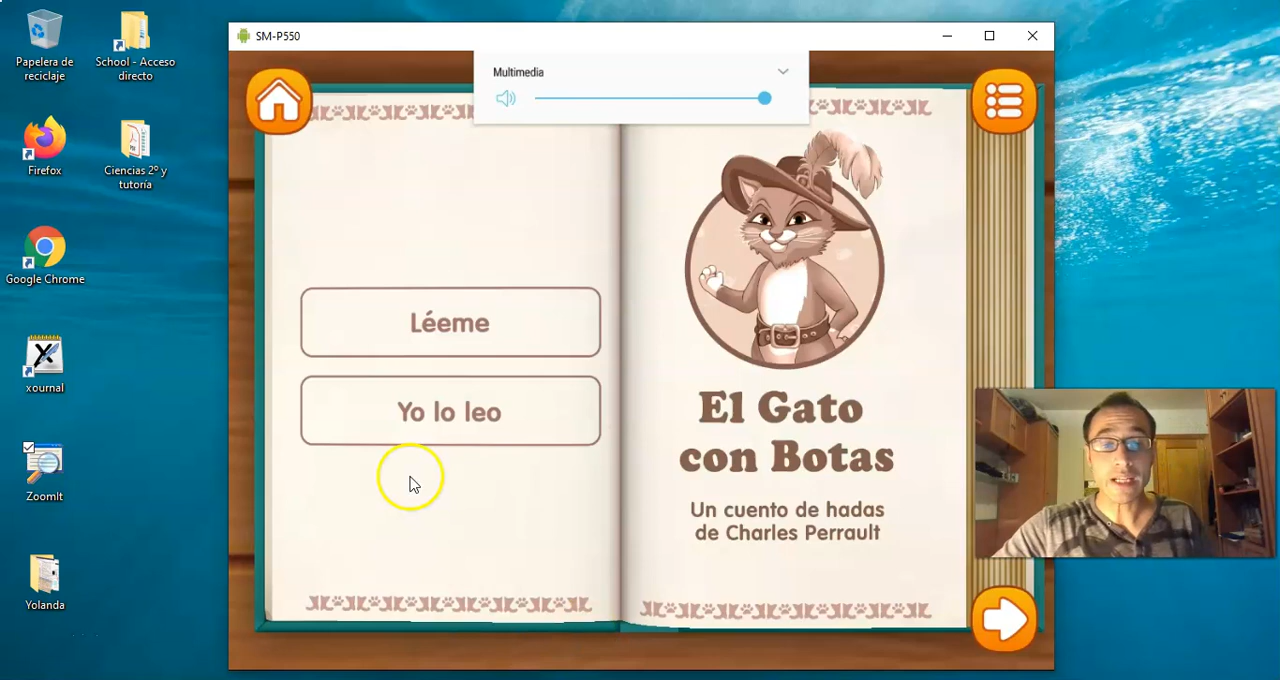 Papelera de
reciclaje
School - Acceso
directo
Firefox
Ciencias 2º y
tutoría
Google Chrome
xournal
ZoomIt
Yolanda
SM-P550
Multimedia
Léeme
Yo lo leo
El Gato
con Botas
Un cuento de hadas
de Charles Perrault